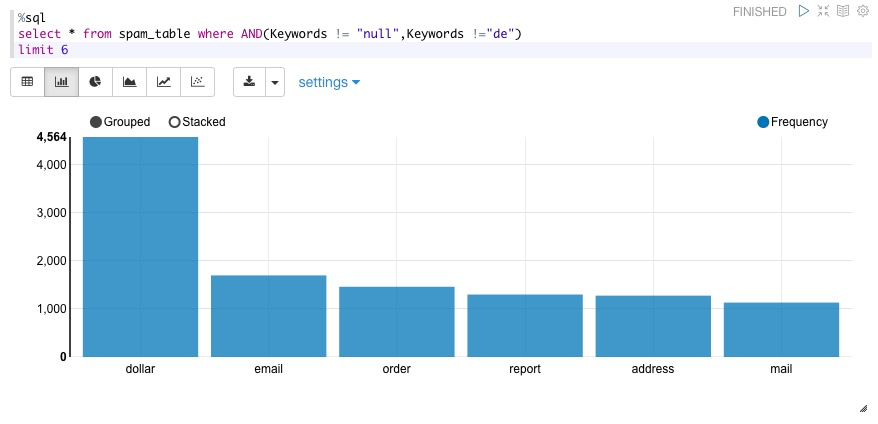 FINISHED
%sql
select * from spam_table where AND(Keywords != "null",Keywords !="de")
limit 6
settings
Grouped Stacked Frequency
4,564
4,000
3,000
2,000
1,000
0
dollar email order report address mail